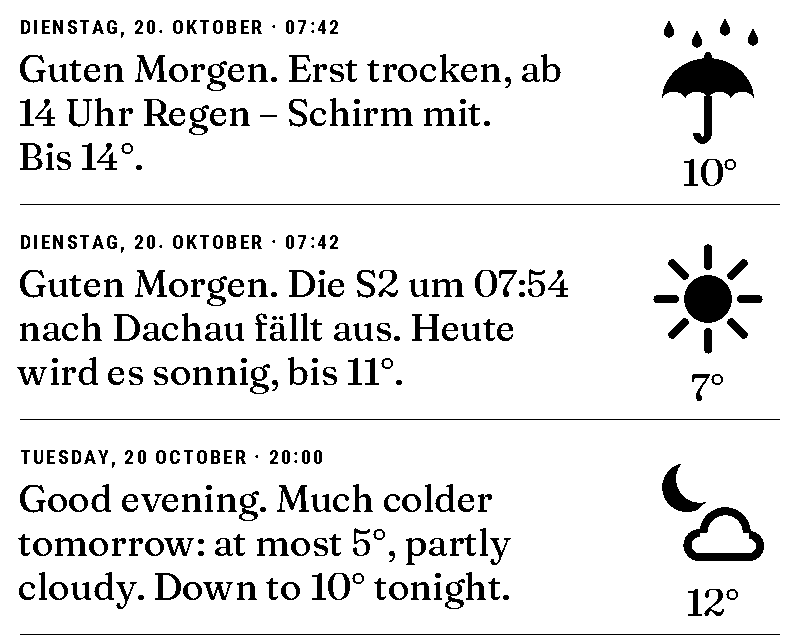 DIENSTAG, 20. OKTOBER · 07:42
Guten Morgen. Erst trocken, ab
14 Uhr Regen – Schirm mit.
Bis 14°.
10°
DIENSTAG, 20. OKTOBER · 07:42
Guten Morgen. Die S2 um 07:54
nach Dachau fällt aus. Heute
wird es sonnig, bis 11°.
7°
TUESDAY, 20 OCTOBER · 20:00
Good evening. Much colder
tomorrow: at most 5°, partly
cloudy. Down to 10° tonight.
12°